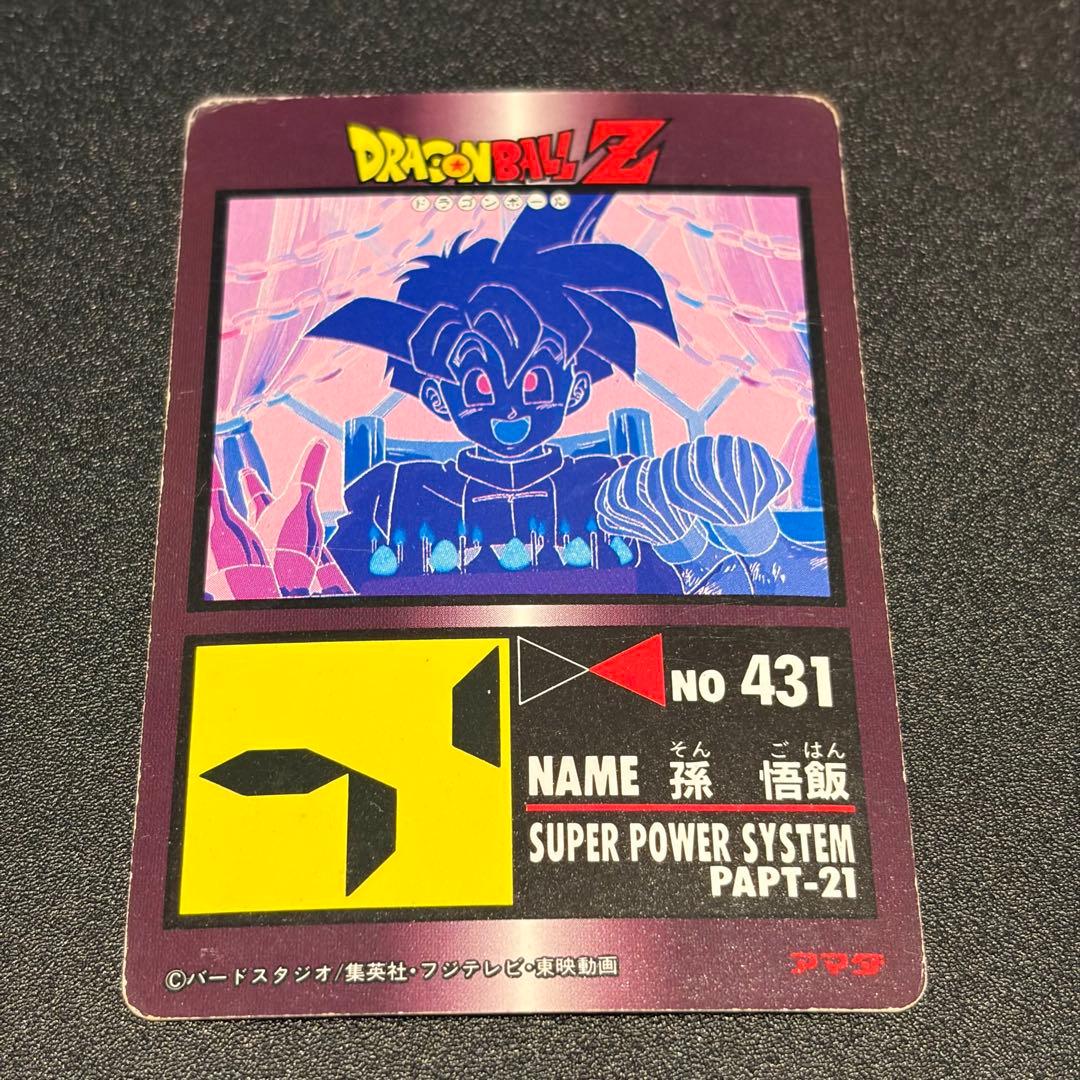 DRAGONBALL Z
ドラゴンボール
NO 431
そん ご はん
NAME 孫 悟飯
SUPER POWER SYSTEM
PAPT-21
©バードスタジオ/集英社・フジテレビ・東映動画
アマダ